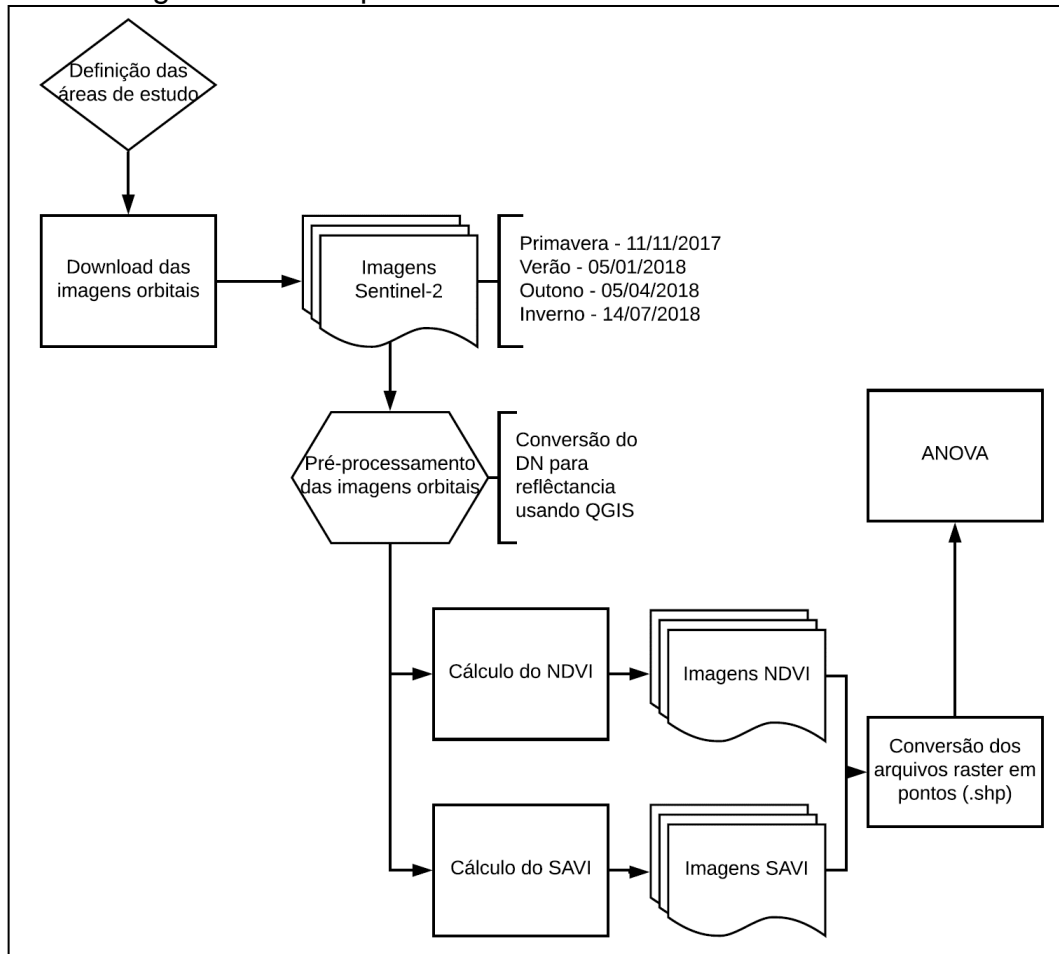 Definição das
áreas de estudo
Download das
imagens orbitais
Imagens
Sentinel-2
Primavera - 11/11/2017
Verão - 05/01/2018
Outono - 05/04/2018
Inverno - 14/07/2018
Pré-processamento
das imagens orbitais
Conversão do
DN para
reflêctancia
usando QGIS
ANOVA
Cálculo do NDVI
Imagens NDVI
Conversão dos
arquivos raster em
pontos (.shp)
Cálculo do SAVI
Imagens SAVI